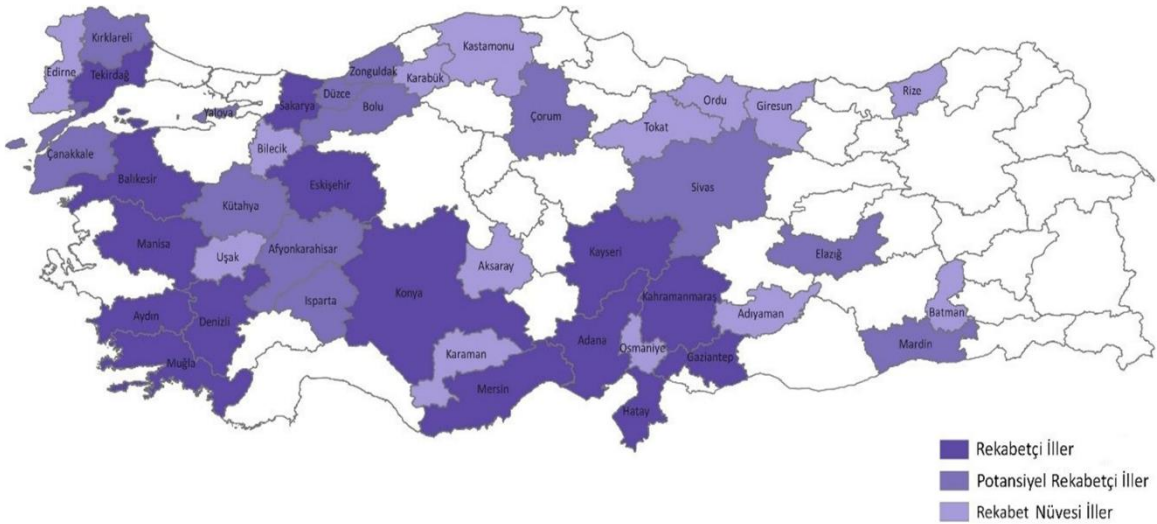 Kırklareli
Edirne
Tekirdağ
Kastamonu
Zonguldak
Karabük
Rize
Düzce
Bolu
Sakarya
Yalova
Ordu
Giresun
Çorum
Tokat
Bilecik
Çanakkale
Balıkesir
Eskişehir
Sivas
Kütahya
Manisa
Afyonkarahisar
Uşak
Kayseri
Elazığ
Aksaray
Konya
Kahramanmaraş
Isparta
Aydın
Denizli
Adıyaman
Batman
Adana
Mardin
Osmaniye
Karaman
Gaziantep
Muğla
Mersin
Hatay
Rekabetçi İller
Potansiyel Rekabetçi İller
Rekabet Nüvesi İller